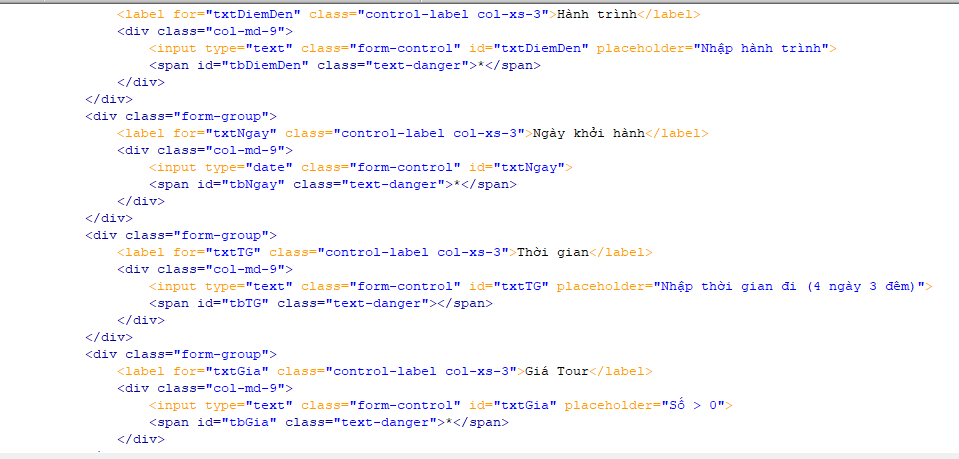 <label for="txtDiemDen" class="control-label col-xs-3">Hành trình</label>
<div class="col-md-9">
<input type="text" class="form-control" id="txtDiemDen" placeholder="Nhập hành trình">
<span id="tbDiemDen" class="text-danger">*</span>
</div>
</div>
<div class="form-group">
<label for="txtNgay" class="control-label col-xs-3">Ngày khởi hành</label>
<div class="col-md-9">
<input type="date" class="form-control" id="txtNgay">
<span id="tbNgay" class="text-danger">*</span>
</div>
</div>
<div class="form-group">
<label for="txtTG" class="control-label col-xs-3">Thời gian</label>
<div class="col-md-9">
<input type="text" class="form-control" id="txtTG" placeholder="Nhập thời gian đi (4 ngày 3 đêm)">
<span id="tbTG" class="text-danger"></span>
</div>
</div>
<div class="form-group">
<label for="txtGia" class="control-label col-xs-3">Giá Tour</label>
<div class="col-md-9">
<input type="text" class="form-control" id="txtGia" placeholder="Số > 0">
<span id="tbGia" class="text-danger">*</span>
</div>